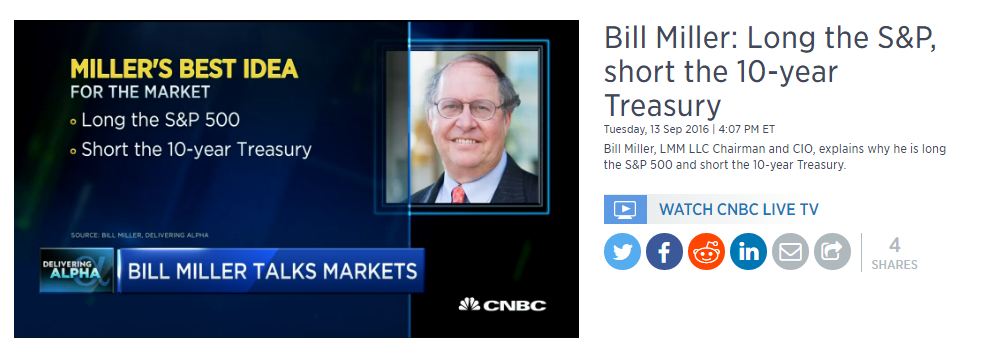 MILLER'S BEST IDEA
FOR THE MARKET
Long the S&P 500
Short the 10-year Treasury
SOURCE: BILL MILLER, DELIVERING ALPHA
DELIVERING
ALPHA
BILL MILLER TALKS MARKETS
CNBC
Bill Miller: Long the S&P,
short the 10-year
Treasury
Tuesday, 13 Sep 2016 | 4:07 PM ET
Bill Miller, LMM LLC Chairman and CIO, explains why he is long
the S&P 500 and short the 10-year Treasury.
WATCH CNBC LIVE TV
4
SHARES